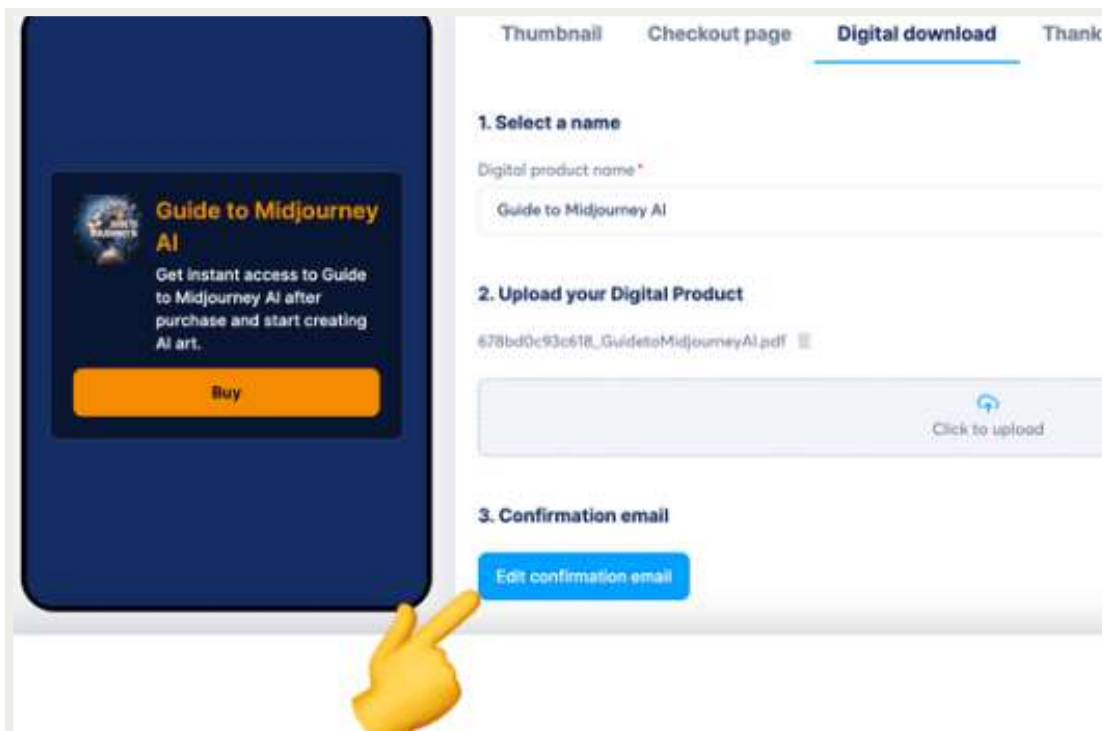 Thumbnail Checkout page Digital download Thank
1. Select a name
Digital product name*
Guide to Midjourney AI
2. Upload your Digital Product
678bd0c93c618_GuidetoMidjourneyAI.pdf
Click to upload
3. Confirmation email
Edit confirmation email
Guide to Midjourney
AI
Get instant access to Guide
to Midjourney AI after
purchase and start creating
AI art.
Buy